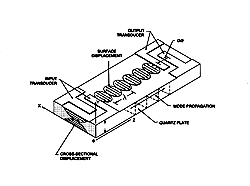 OUTPUT
TRANSDUCER
SURFACE
DISPLACEMENT
INPUT
TRANSDUCER
X
Z
MODE PROPAGATION
QUARTZ PLATE
CROSS-SECTIONAL
DISPLACEMENT